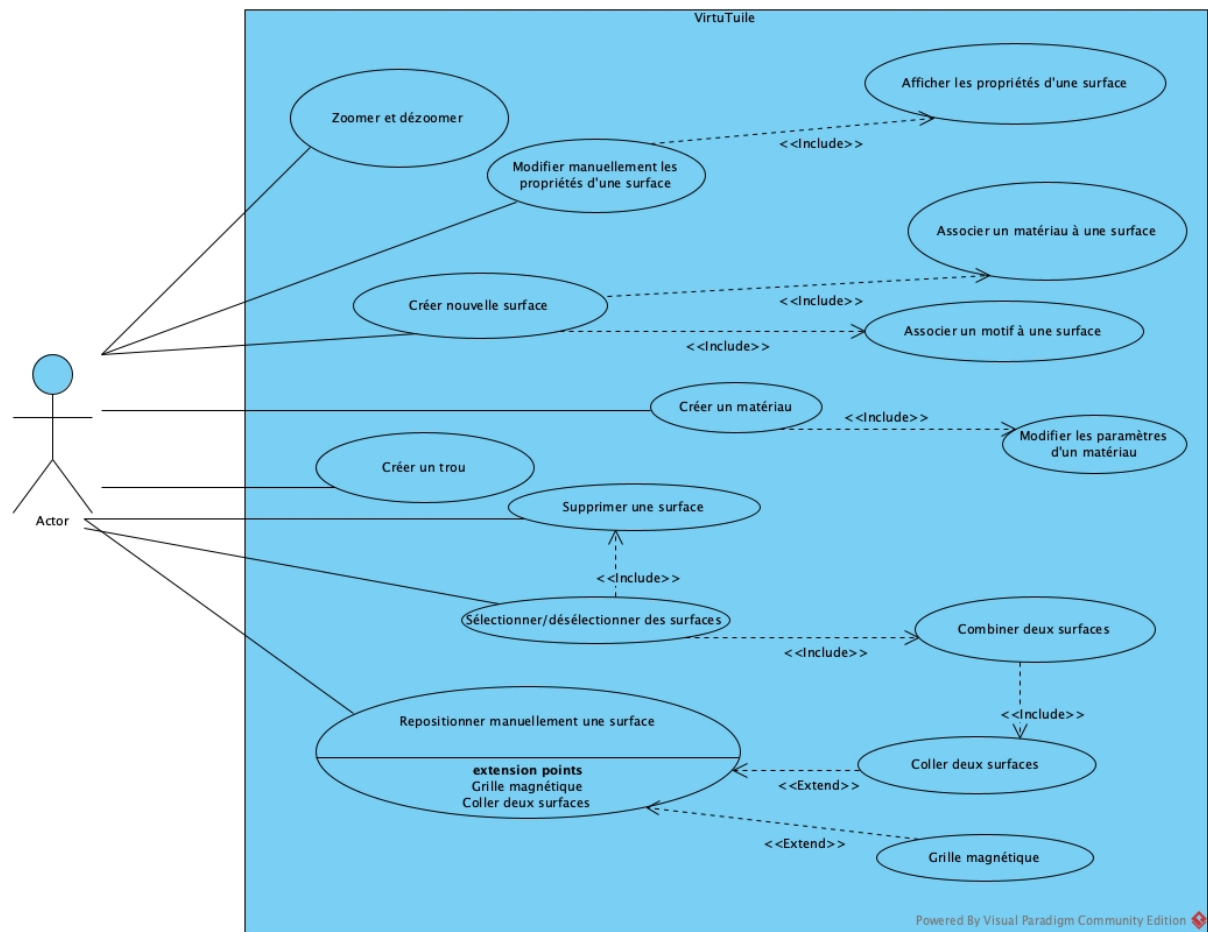 VirtuTuile
Afficher les propriétés d'une surface
Zoomer et dézoomer
<<Include>>
Modifier manuellement les
propriétés d'une surface
Associer un matériau à une surface
<<Include>>
Créer nouvelle surface
Associer un motif à une surface
<<Include>>
Créer un matériau
<<Include>>
Modifier les paramètres
d'un matériau
Créer un trou
Supprimer une surface
Actor
<<Include>>
Sélectionner/désélectionner des surfaces
Combiner deux surfaces
<<Include>>
<<Include>>
Repositionner manuellement une surface
extension points
Grille magnétique
Coller deux surfaces
Coller deux surfaces
<<Extend>>
<<Extend>>
Grille magnétique
Powered By Visual Paradigm Community Edition